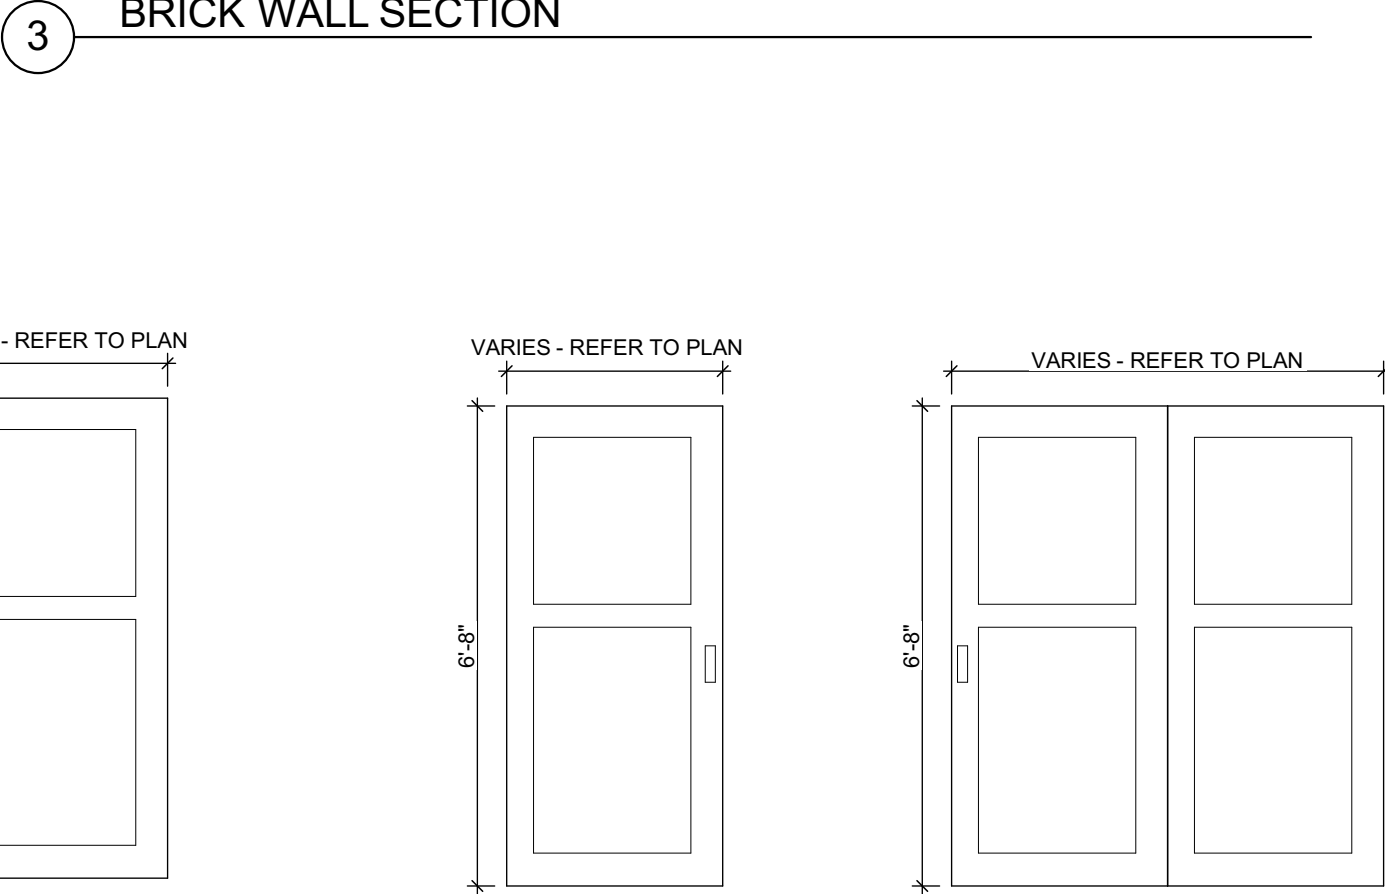 BRICK WALL SECTION
3
- REFER TO PLAN
VARIES - REFER TO PLAN
VARIES - REFER TO PLAN
6'-8"
6'-8"